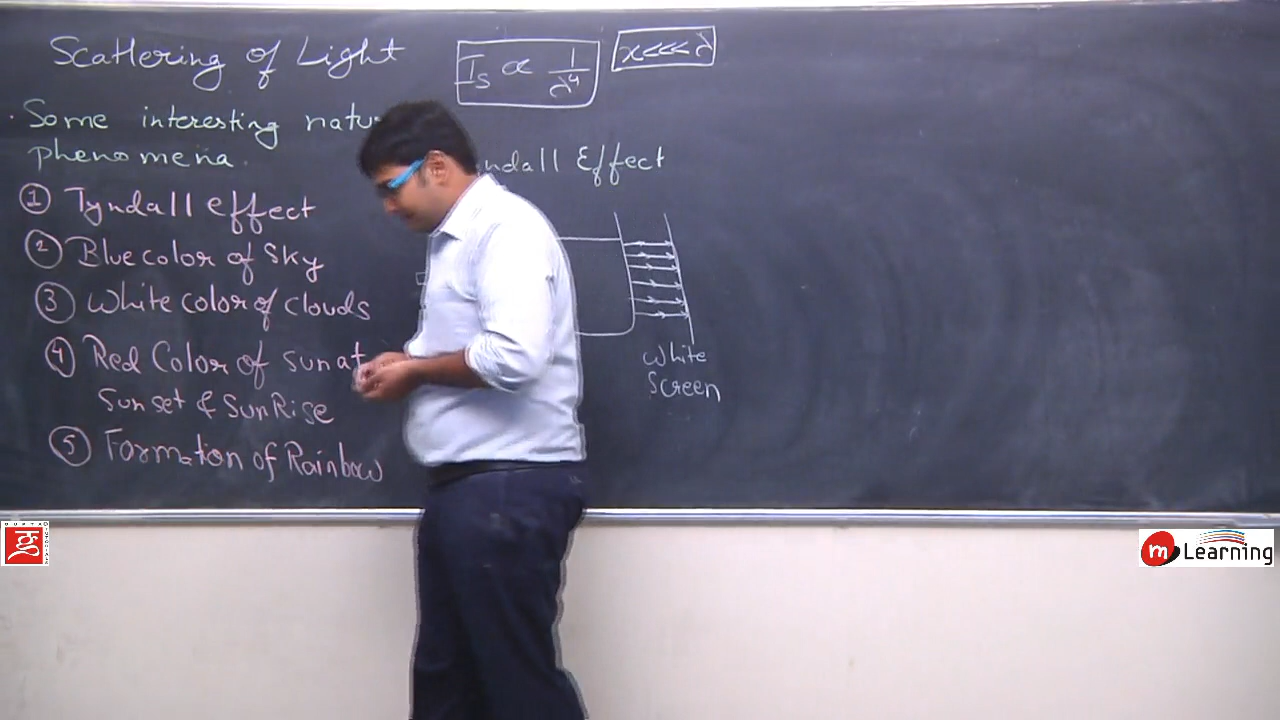 Scattering of Light
Is ∝ 1/λ⁴
x<<<λ
Some interesting natu
phenomena.
ndall Effect
① Tyndall effect
② Blue color of Sky
③ White color of clouds
④ Red Color of sun at
Sunset & SunRise
⑤ Formation of Rainbow
White
Screen
m Learning